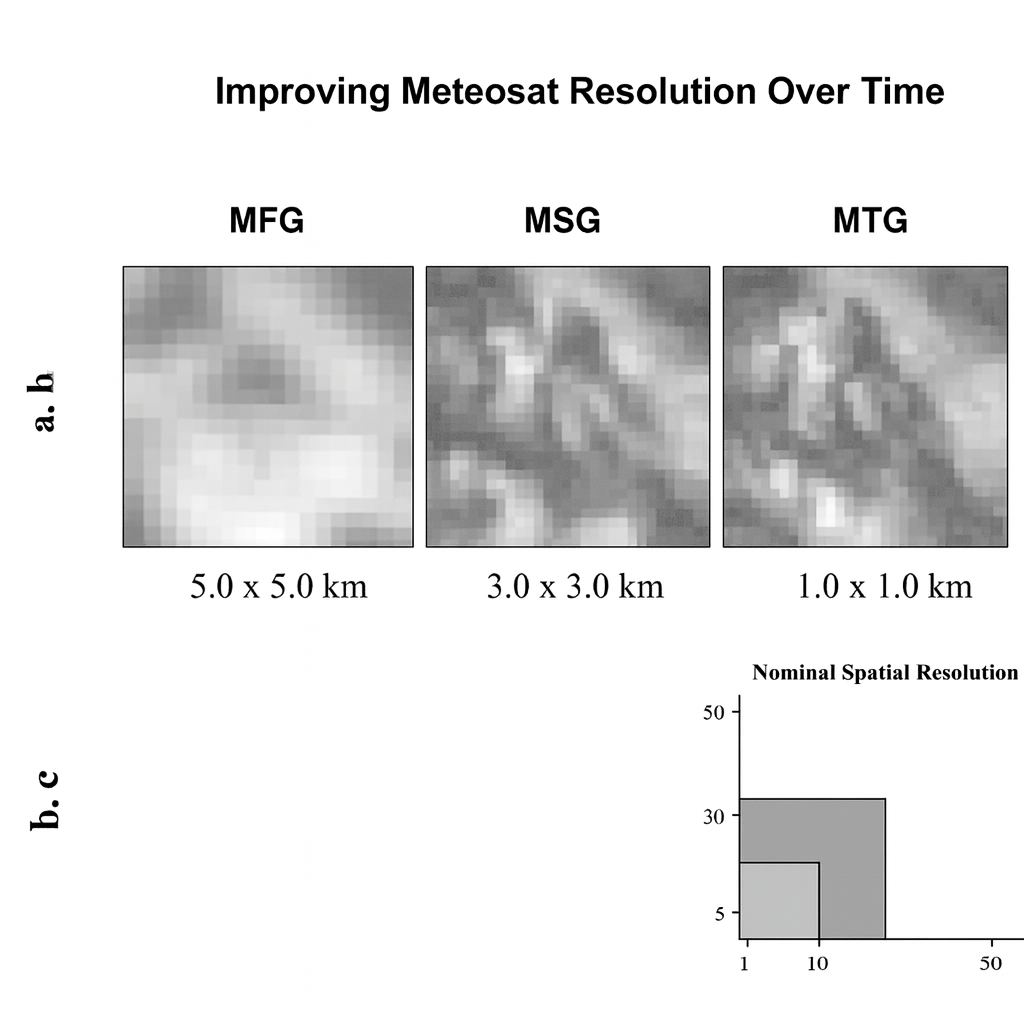 Improving Meteosat Resolution Over Time
MFG MSG MTG
a. h
5.0 x 5.0 km 3.0 x 3.0 km 1.0 x 1.0 km
Nominal Spatial Resolution
50
30
5
1 10 50
b. c